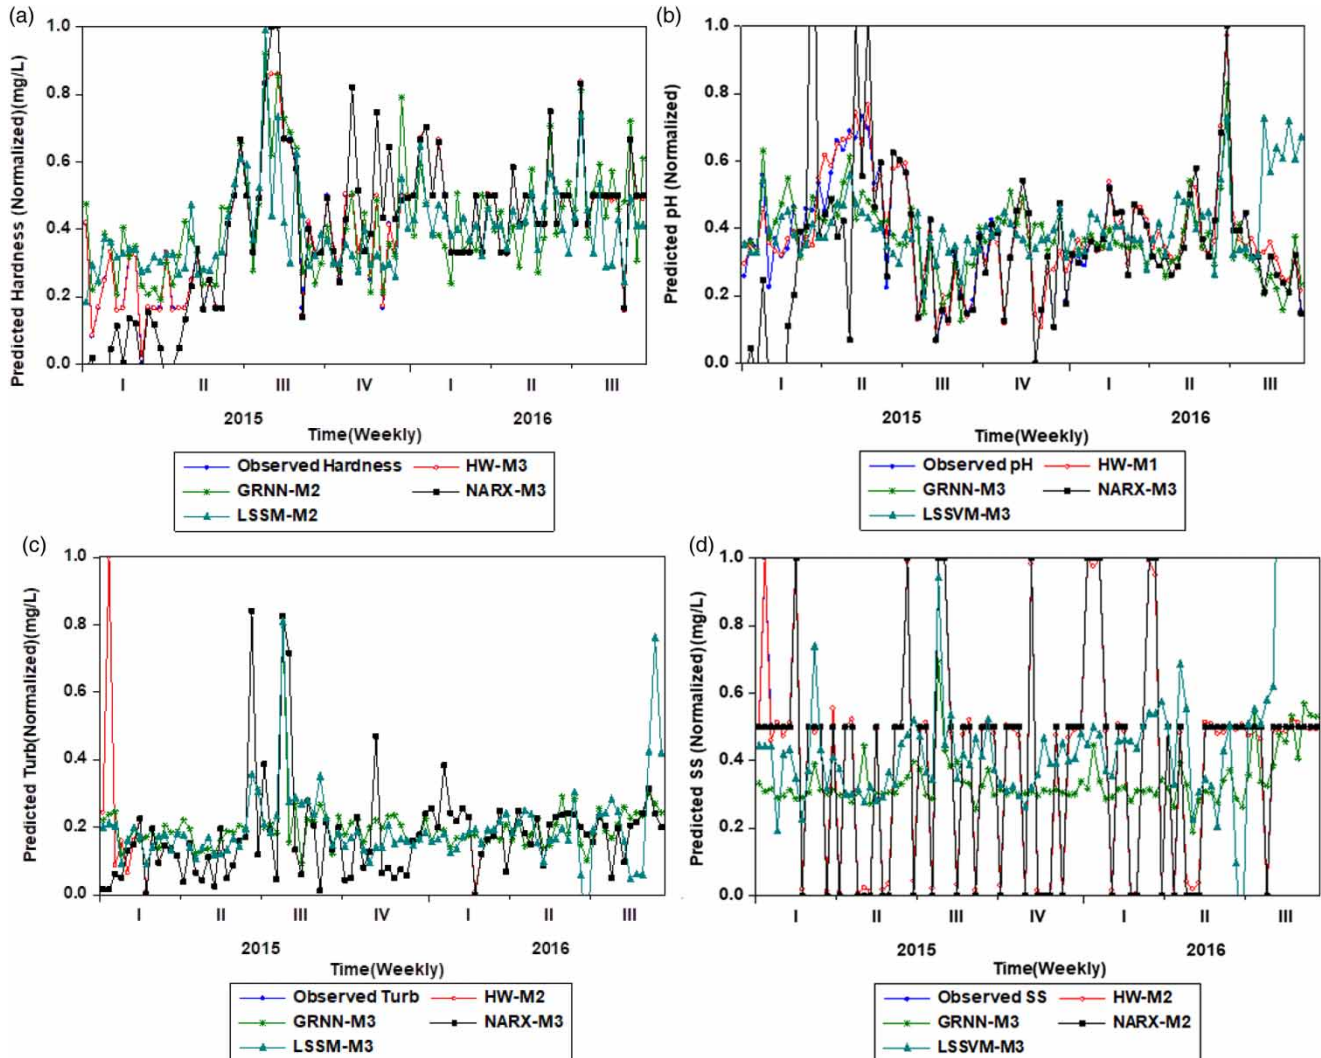 (a)
Predicted Hardness (Normalized)(mg/L)
1.0
0.8
0.6
0.4
0.2
0.0
I II III IV I II III
2015 2016
Time(Weekly)
Observed Hardness HW-M3
GRNN-M2 NARX-M3
LSSM-M2
(b)
Predicted pH (Normalized)
1.0
0.8
0.6
0.4
0.2
0.0
I II III IV I II III
2015 2016
Time(Weekly)
Observed pH HW-M1
GRNN-M3 NARX-M3
LSSVM-M3
(c)
Predicted Turb(Normalized)(mg/L)
1.0
0.8
0.6
0.4
0.2
0.0
I II III IV I II III
2015 2016
Time(Weekly)
Observed Turb HW-M2
GRNN-M3 NARX-M3
LSSM-M3
(d)
Predicted SS (Normalized)(mg/L)
1.0
0.8
0.6
0.4
0.2
0.0
I II III IV I II III
2015 2016
Time(Weekly)
Observed SS HW-M2
GRNN-M3 NARX-M2
LSSVM-M3